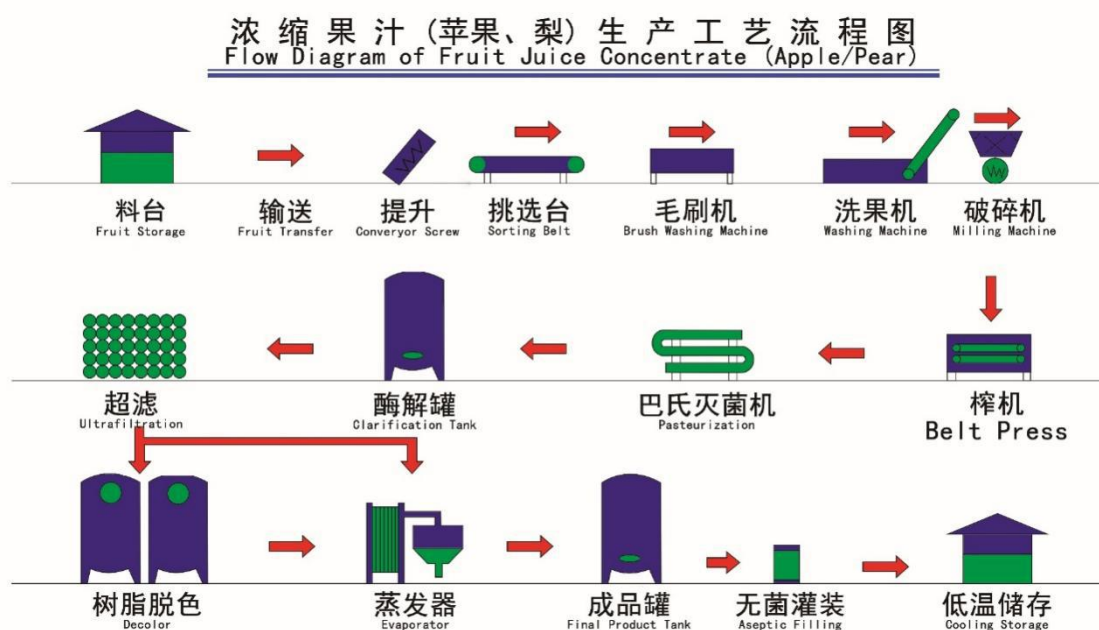 浓缩果汁(苹果、梨)生产工艺流程图
Flow Diagram of Fruit Juice Concentrate (Apple/Pear)
料台
Fruit Storage
输送
Fruit Transfer
提升
Converyor Screw
挑选台
Sorting Belt
毛刷机
Brush Washing Machine
洗果机
Washing Machine
破碎机
Milling Machine
超滤
Ultrafiltration
酶解罐
Clarification Tank
巴氏灭菌机
Pasteurization
榨机
Belt Press
树脂脱色
Decolor
蒸发器
Evaporator
成品罐
Final Product Tank
无菌灌装
Aseptic Filling
低温储存
Cooling Storage